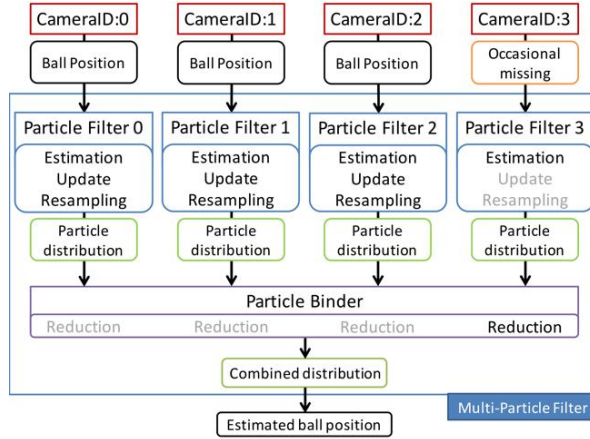 CameraID:0 CameraID:1 CameraID:2 CameraID:3
Ball Position Ball Position Ball Position Occasional missing
Particle Filter 0 Particle Filter 1 Particle Filter 2 Particle Filter 3
Estimation Estimation Estimation Estimation
Update Update Update Update
Resampling Resampling Resampling Resampling
Particle Particle Particle Particle
distribution distribution distribution distribution
Particle Binder
Reduction Reduction Reduction Reduction
Combined distribution
Multi-Particle Filter
Estimated ball position